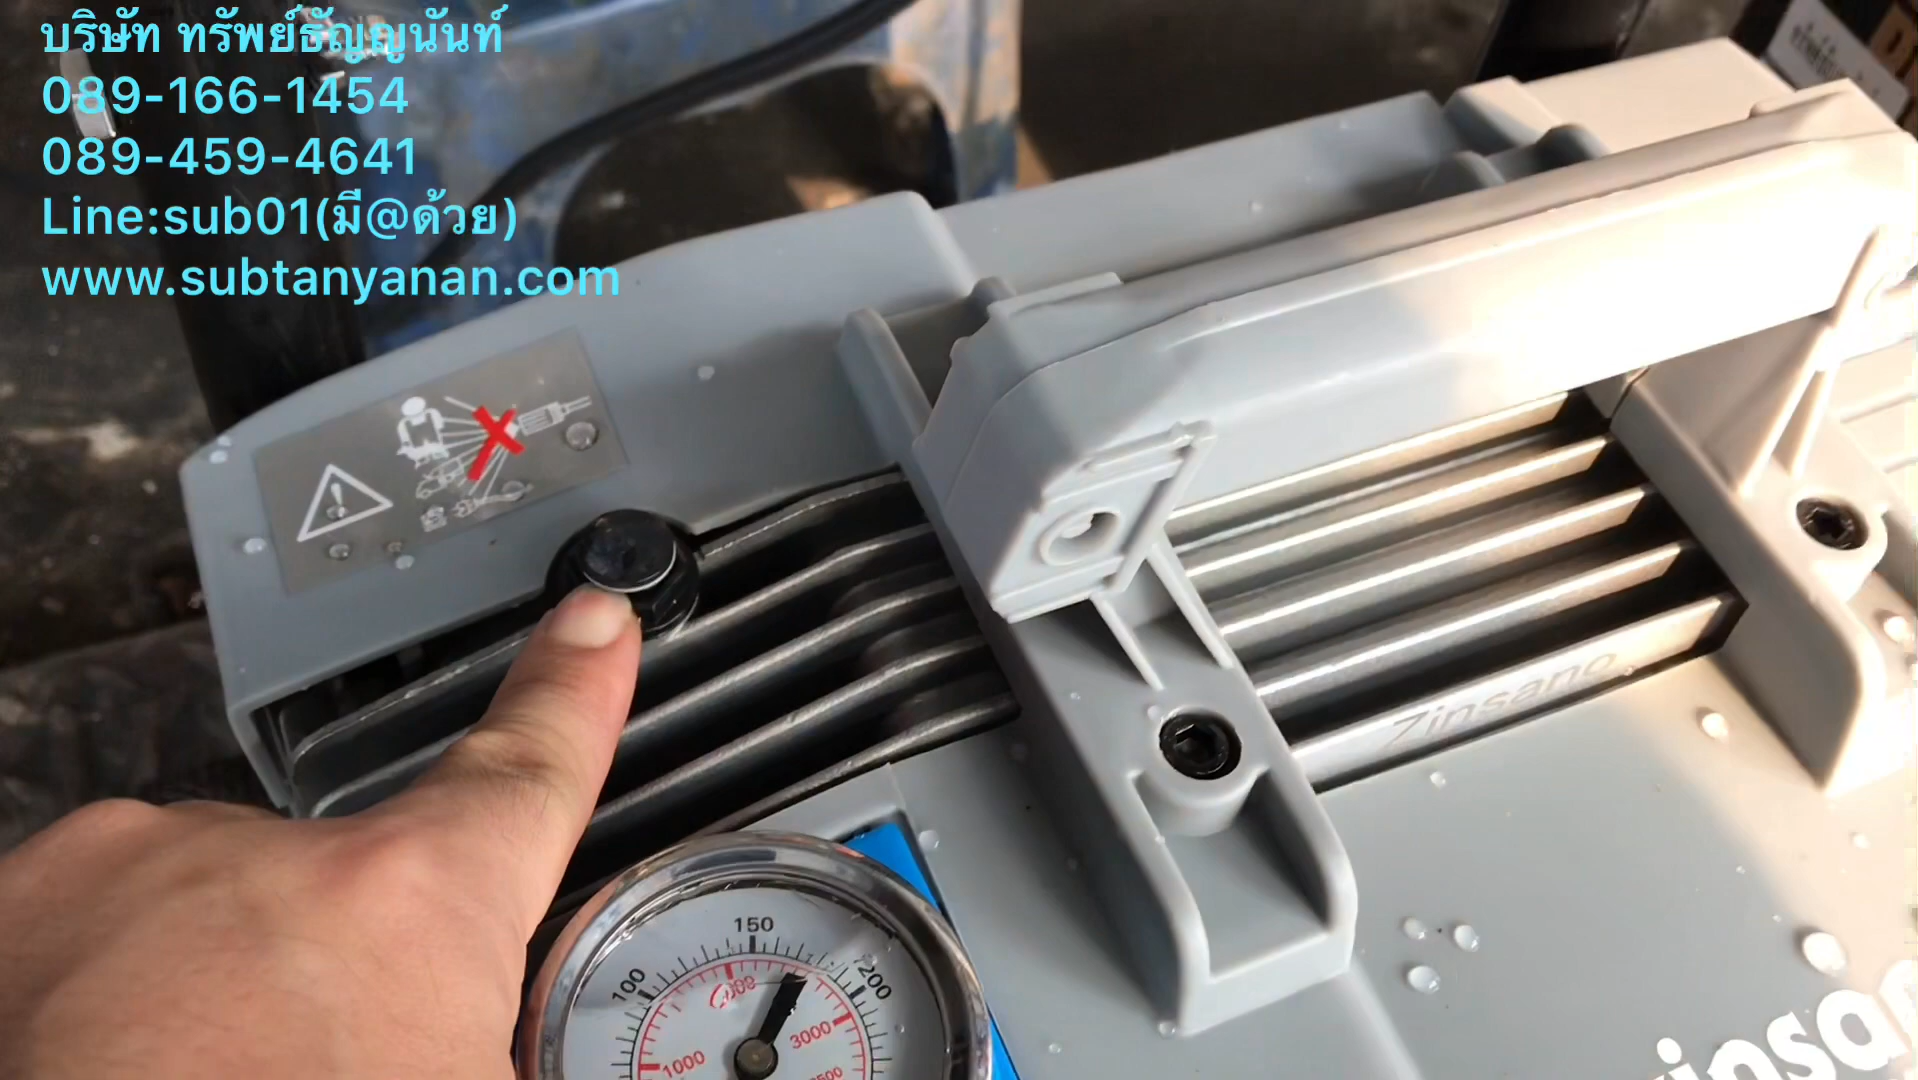 บริษัท ทรัพย์ธัญญนันท์
089-166-1454
089-459-4641
Line:sub01(มี@ด้วย)
www.subtanyanan.com
Zinsano
150
100
200
3000
1000